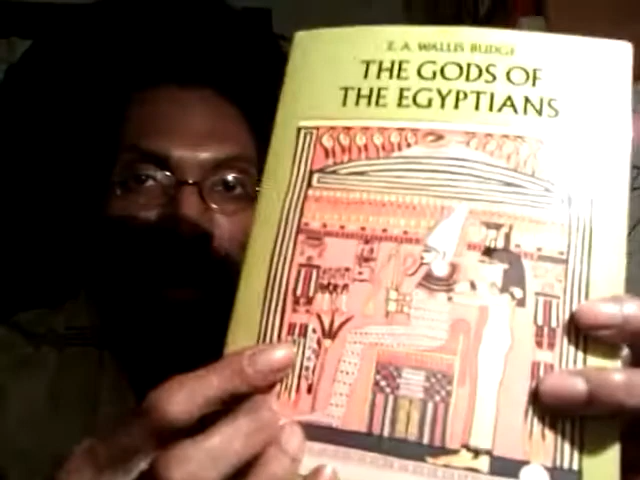 E. A. WALLIS BUDGE
THE GODS OF
THE EGYPTIANS